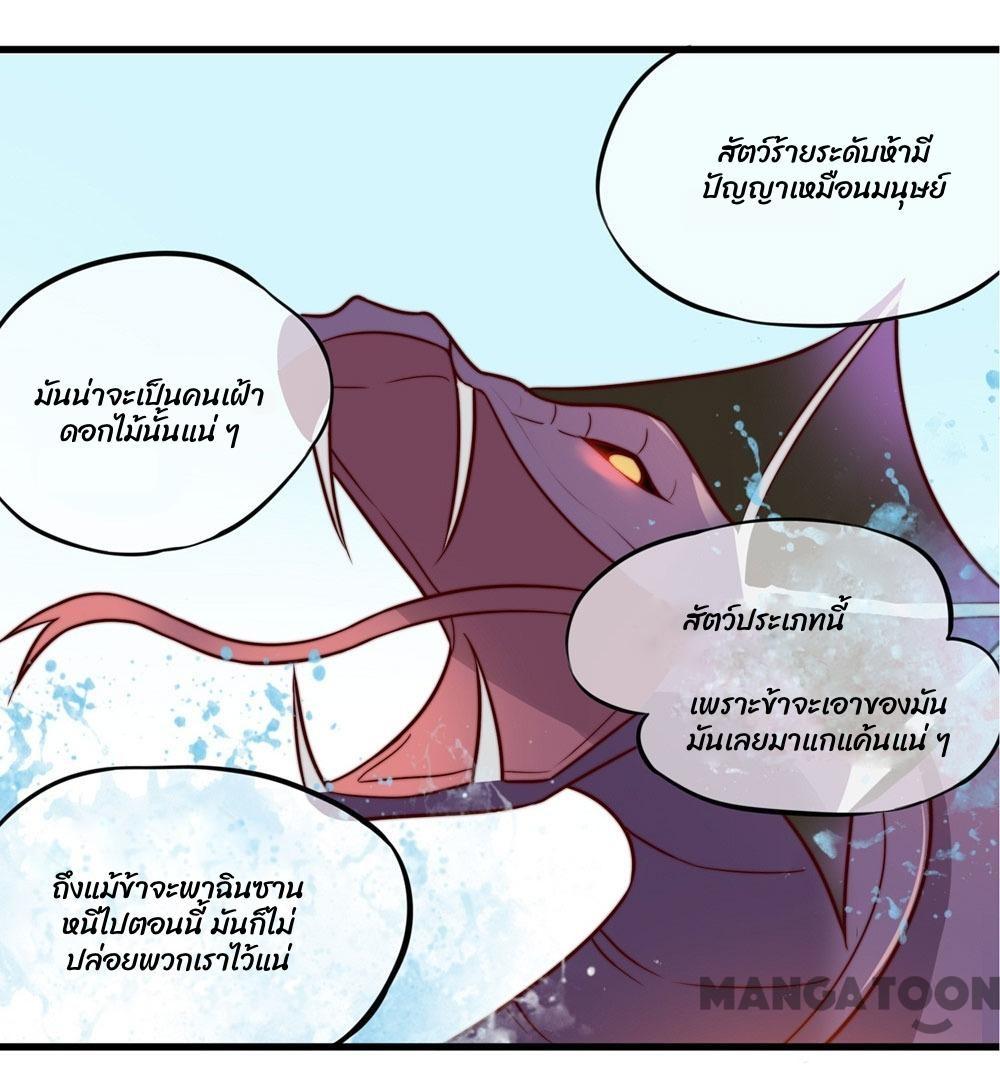 สัตว์ร้ายระดับห้ามี
ปัญญาเหมือนมนุษย์
มันน่าจะเป็นคนเฝ้า
ดอกไม้นั้นแน่ ๆ
สัตว์ประเภทนี้
เพราะข้าจะเอาของมัน
มันเลยมาแก้แค้นแน่ ๆ
ถึงแม้ข้าจะพาฉินซาน
หนีไปตอนนี้ มันก็ไม่
ปล่อยพวกเราไว้แน่
MANGATOON